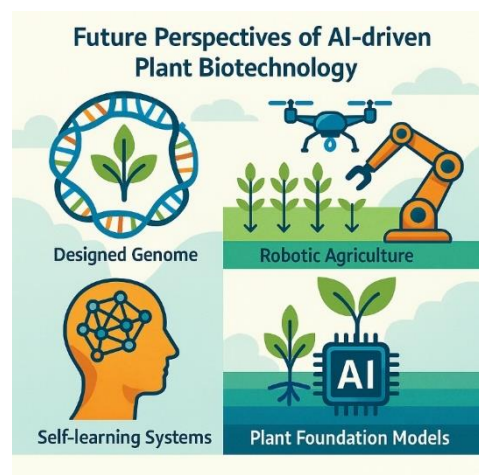 Future Perspectives of AI-driven
Plant Biotechnology
Designed Genome
Robotic Agriculture
Self-learning Systems
AI
Plant Foundation Models